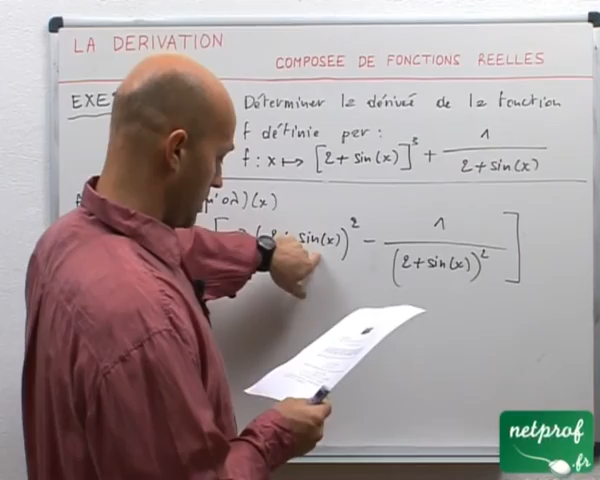 LA DERIVATION
COMPOSEE DE FONCTIONS REELLES
Déterminer la dérivée de la fonction
f définie par :
f : x ↦ [2 + sin(x)]³ + 1/(2 + sin(x))
)(x)
sin(x))² − 1/(2 + sin(x))² ]
netprof
.fr